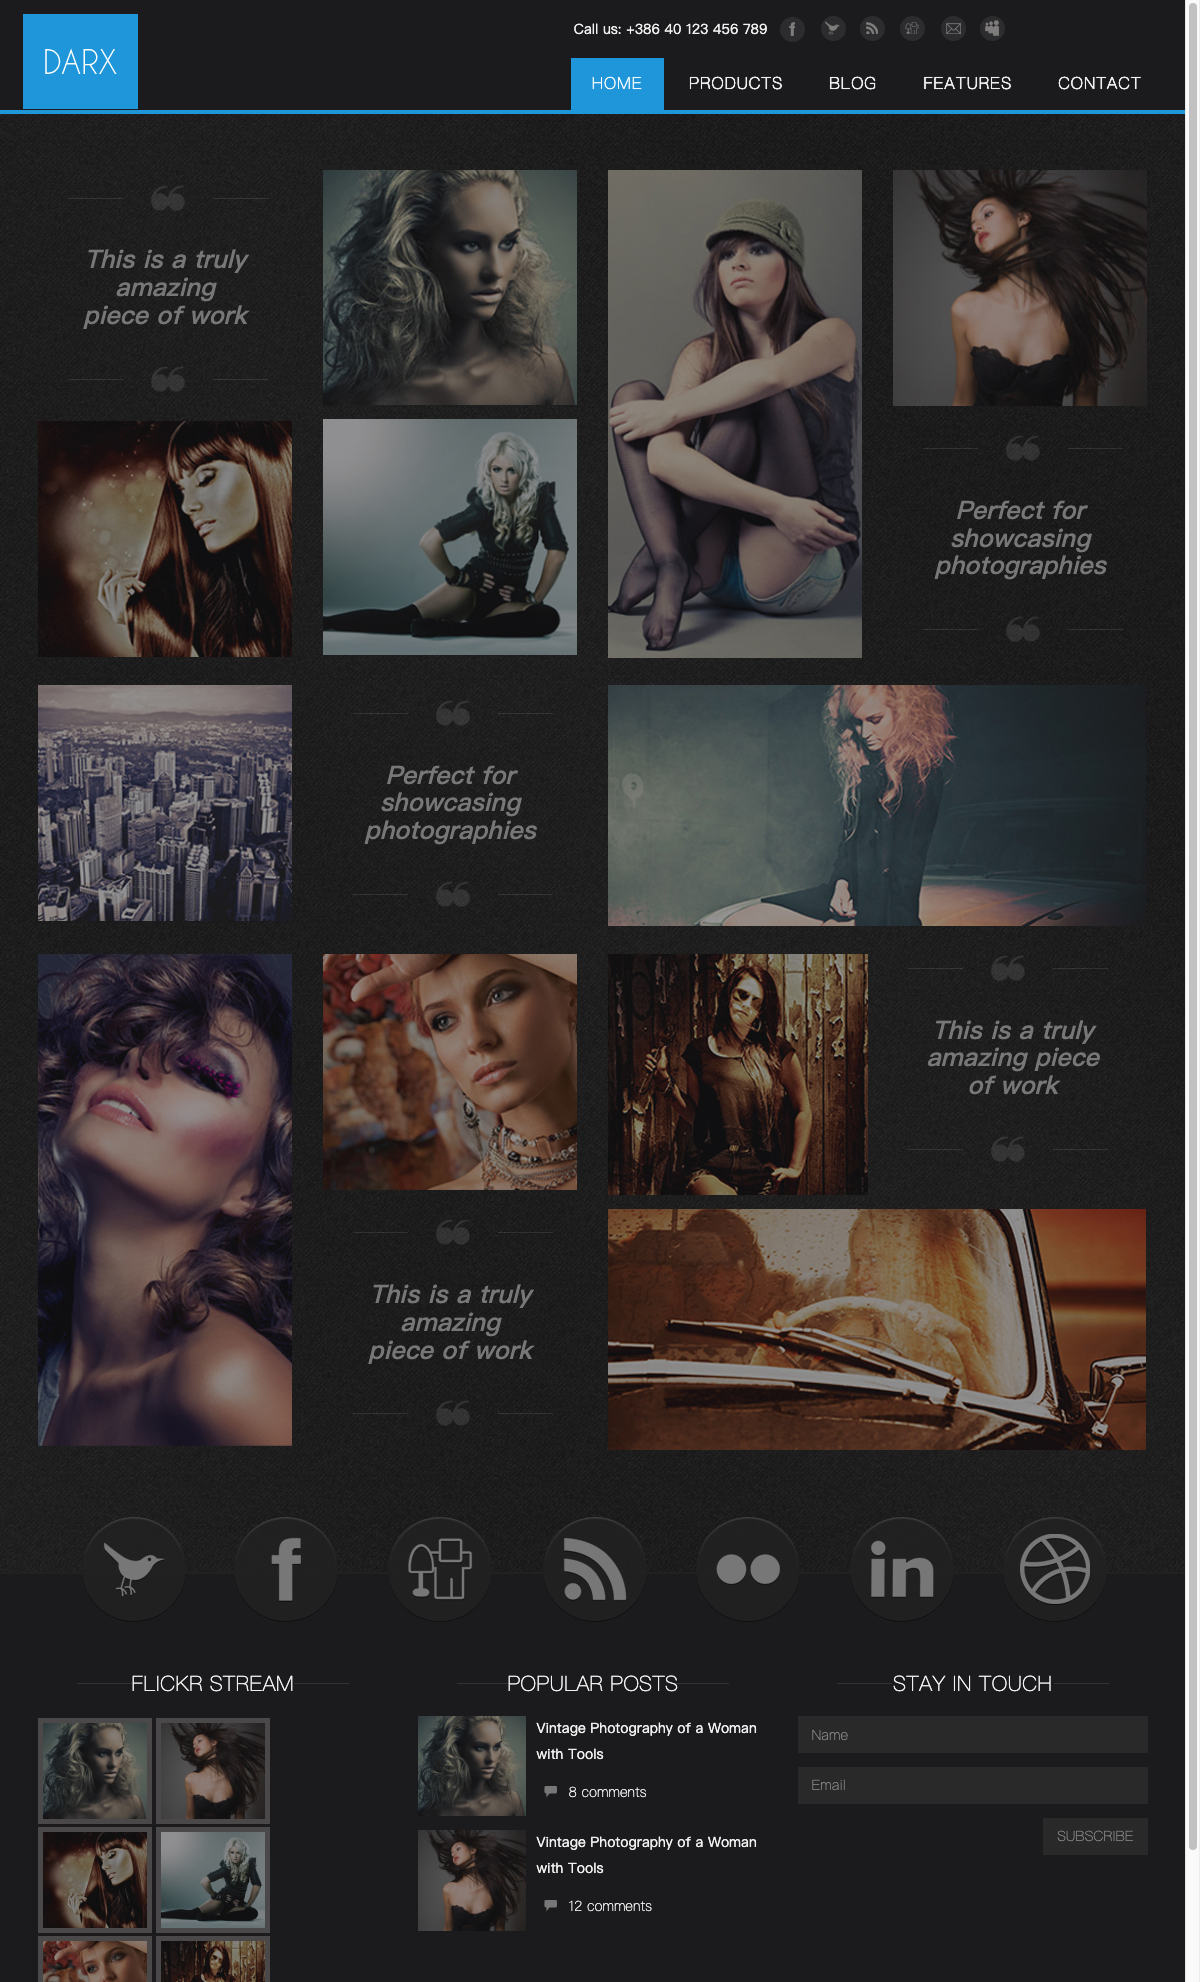 DARX
Call us: +386 40 123 456 789
HOME
PRODUCTS
BLOG
FEATURES
CONTACT
This is a truly
amazing
piece of work
Perfect for
showcasing
photographies
Perfect for
showcasing
photographies
This is a truly
amazing piece
of work
This is a truly
amazing
piece of work
FLICKR STREAM
POPULAR POSTS
Vintage Photography of a Woman
with Tools
8 comments
Vintage Photography of a Woman
with Tools
12 comments
STAY IN TOUCH
Name
Email
SUBSCRIBE